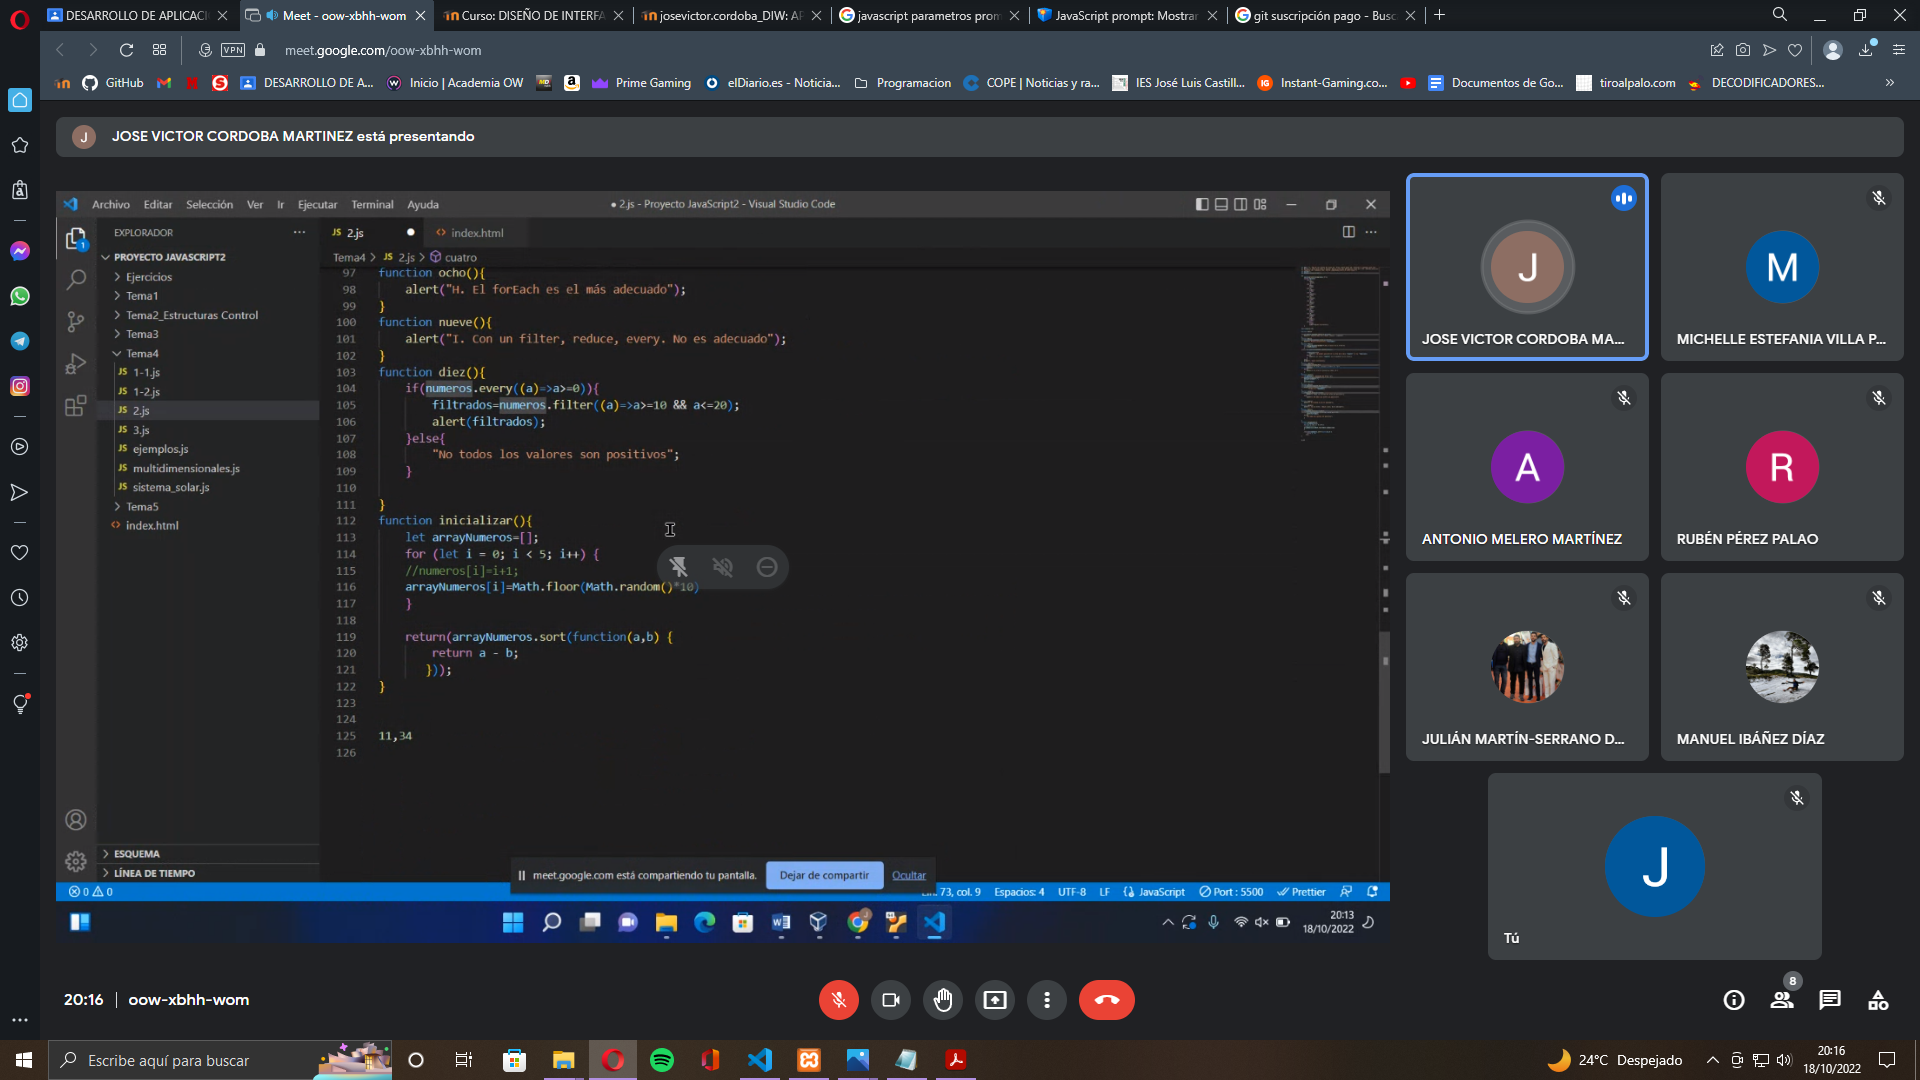 DESARROLLO DE APLICACI
Meet - oow-xbhh-wom
Curso: DISEÑO DE INTERFA
josevictor.cordoba_DIW: AP
javascript parametros prom
JavaScript prompt: Mostrar
git suscripción pago - Busc
VPN
meet.google.com/oow-xbhh-wom
GitHub
DESARROLLO DE A...
Inicio | Academia OW
Prime Gaming
elDiario.es - Noticia...
Programacion
COPE | Noticias y ra...
IES José Luis Castill...
Instant-Gaming.co...
Documentos de Go...
tiroalpalo.com
DECODIFICADORES...
J
JOSE VICTOR CORDOBA MARTINEZ está presentando
Archivo Editar Selección Ver Ir Ejecutar Terminal Ayuda
● 2.js - Proyecto JavaScript2 - Visual Studio Code
EXPLORADOR
JS 2.js
index.html
Tema4 > JS 2.js > cuatro
PROYECTO JAVASCRIPT2
Ejercicios
Tema1
Tema2_Estructuras Control
Tema3
Tema4
JS 1-1.js
JS 1-2.js
JS 2.js
JS 3.js
JS ejemplos.js
JS multidimensionales.js
JS sistema_solar.js
Tema5
index.html
ESQUEMA
LÍNEA DE TIEMPO
97 function ocho(){
98 alert("H. El forEach es el más adecuado");
99 }
100 function nueve(){
101 alert("I. Con un filter, reduce, every. No es adecuado");
102 }
103 function diez(){
104 if(numeros.every((a)=>a>=0)){
105 filtrados=numeros.filter((a)=>a>=10 && a<=20);
106 alert(filtrados);
107 }else{
108 "No todos los valores son positivos";
109 }
110
111 }
112 function inicializar(){
113 let arrayNumeros=[];
114 for (let i = 0; i < 5; i++) {
115 //numeros[i]=i+1;
116 arrayNumeros[i]=Math.floor(Math.random()*10)
117 }
118
119 return(arrayNumeros.sort(function(a,b) {
120 return a - b;
121 }));
122 }
123
124
125 11,34
126
meet.google.com está compartiendo tu pantalla.
Dejar de compartir
Ocultar
0 0
Lín. 73, col. 9 Espacios: 4 UTF-8 LF JavaScript Port : 5500 Prettier
20:13
18/10/2022
J
JOSE VICTOR CORDOBA MA...
M
MICHELLE ESTEFANIA VILLA P...
A
ANTONIO MELERO MARTÍNEZ
R
RUBÉN PÉREZ PALAO
JULIÁN MARTÍN-SERRANO D...
MANUEL IBÁÑEZ DÍAZ
J
Tú
20:16 | oow-xbhh-wom
8
Escribe aquí para buscar
24°C Despejado
20:16
18/10/2022